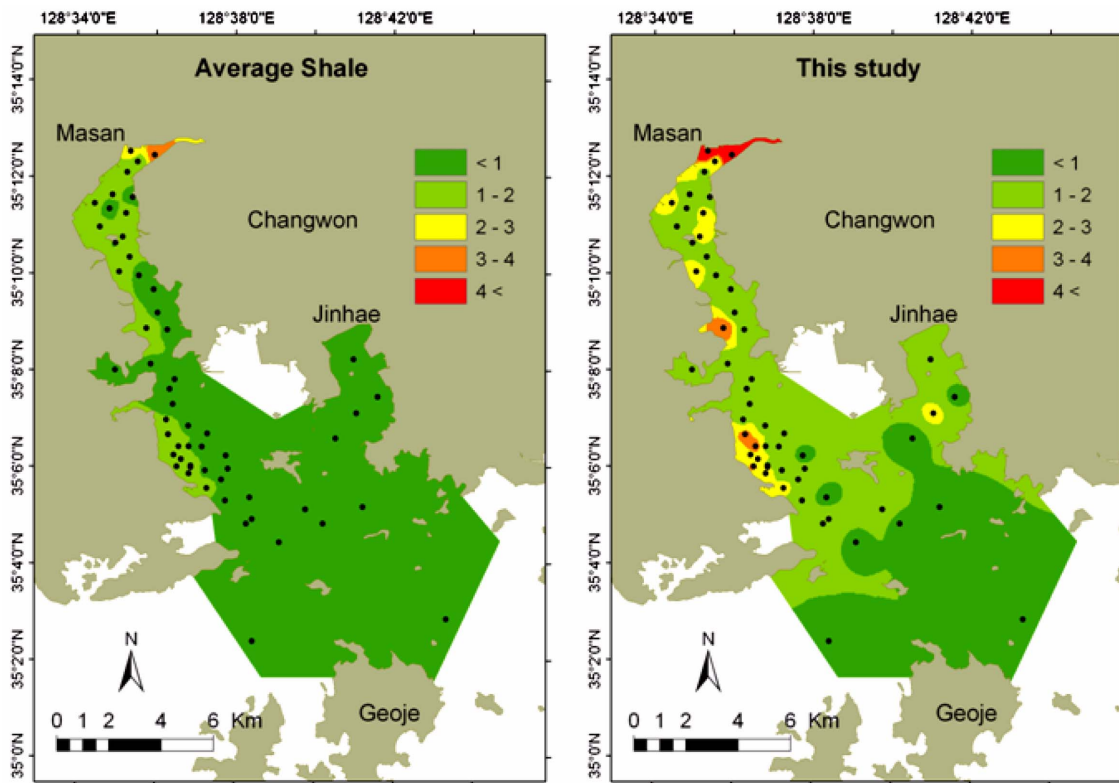 128°34'0"E 128°38'0"E 128°42'0"E
Average Shale
35°14'0"N
Masan
35°12'0"N
Changwon
< 1
1 - 2
2 - 3
3 - 4
4 <
35°10'0"N
Jinhae
35°8'0"N
35°6'0"N
35°4'0"N
35°2'0"N
N
Geoje
0 1 2 4 6 Km
35°0'0"N
128°34'0"E 128°38'0"E 128°42'0"E
This study
35°14'0"N
Masan
35°12'0"N
Changwon
< 1
1 - 2
2 - 3
3 - 4
4 <
35°10'0"N
Jinhae
35°8'0"N
35°6'0"N
35°4'0"N
35°2'0"N
N
Geoje
0 1 2 4 6 Km
35°0'0"N